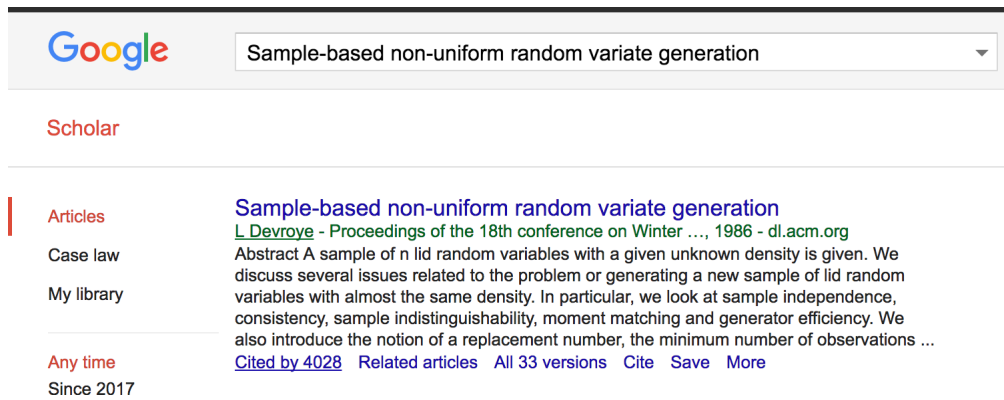 Google
Sample-based non-uniform random variate generation
Scholar
Articles
Case law
My library
Any time
Since 2017
Sample-based non-uniform random variate generation
L Devroye - Proceedings of the 18th conference on Winter …, 1986 - dl.acm.org
Abstract A sample of n lid random variables with a given unknown density is given. We
discuss several issues related to the problem or generating a new sample of lid random
variables with almost the same density. In particular, we look at sample independence,
consistency, sample indistinguishability, moment matching and generator efficiency. We
also introduce the notion of a replacement number, the minimum number of observations ...
Cited by 4028 Related articles All 33 versions Cite Save More